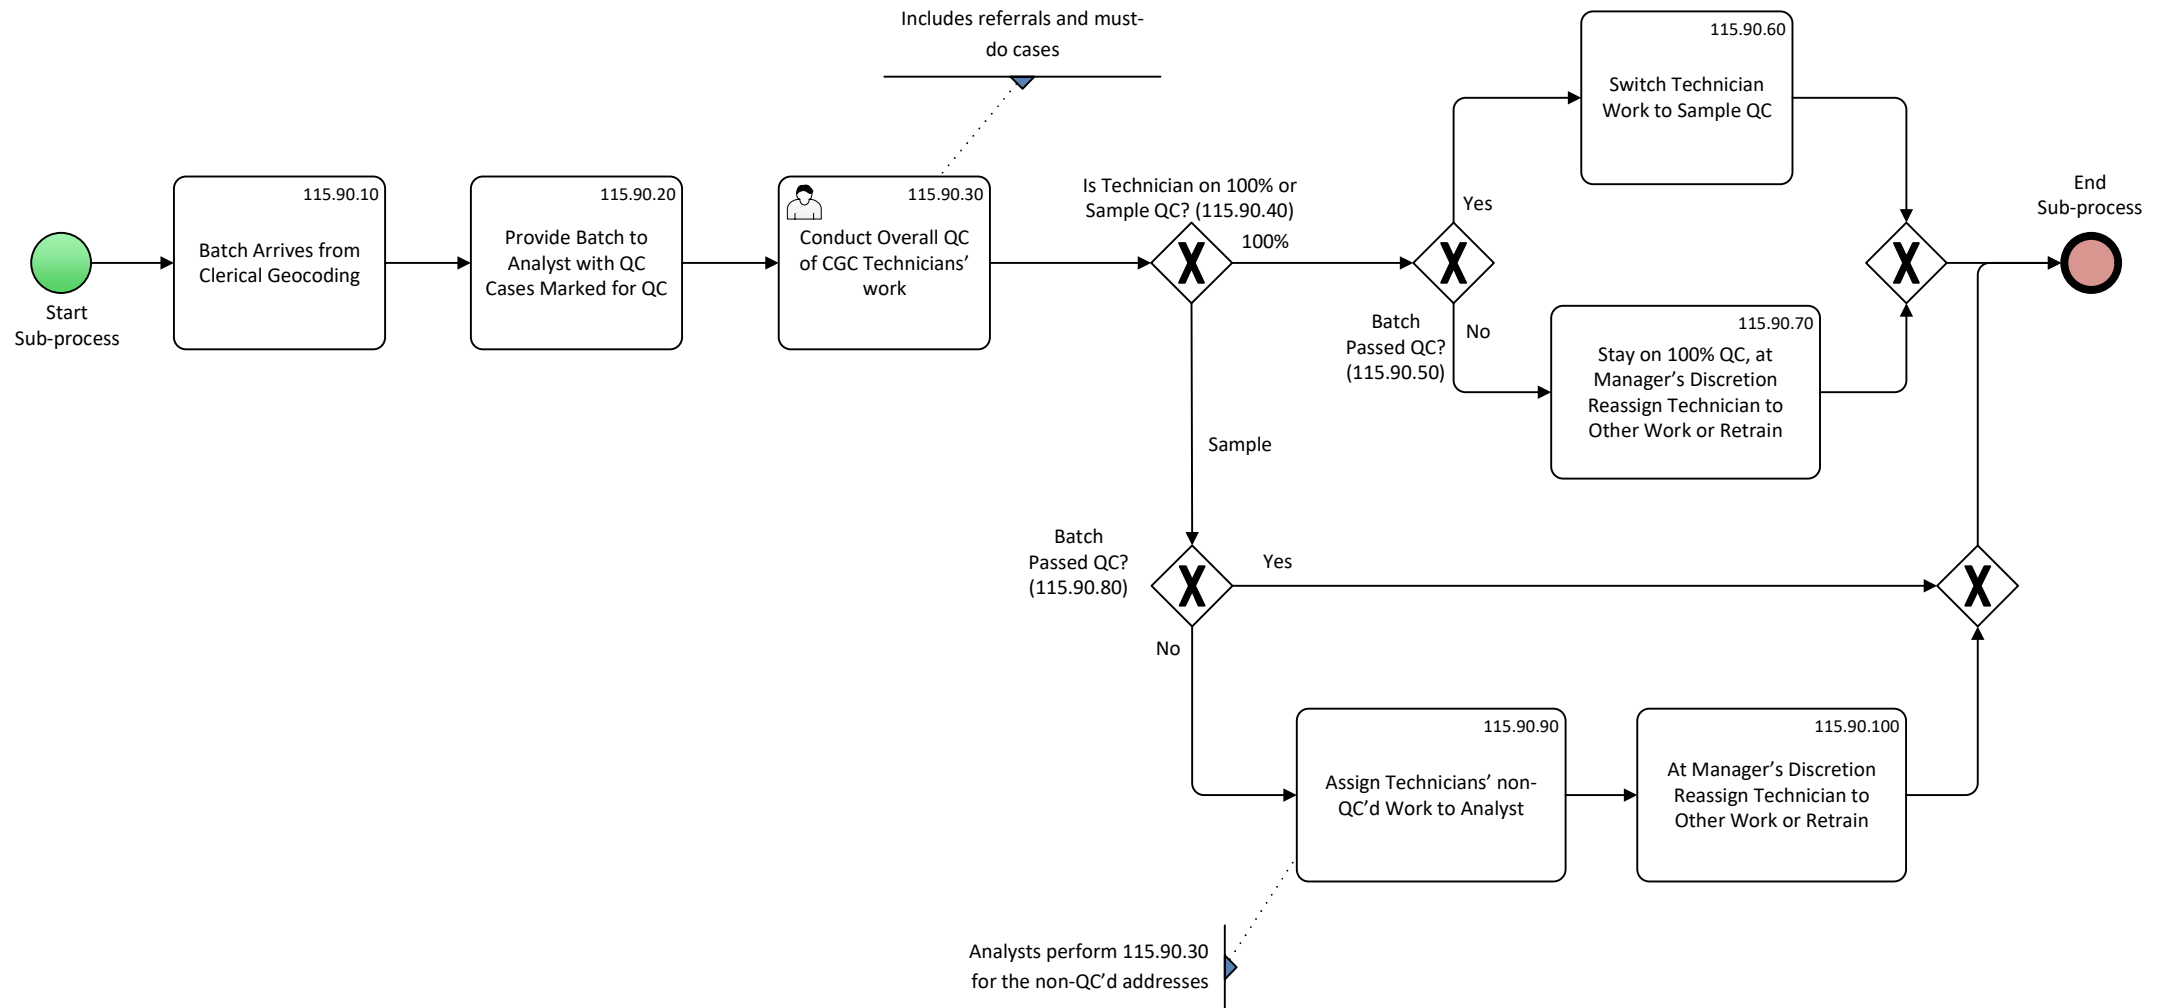 Includes referrals and must-
do cases
115.90.60
Switch Technician
Work to Sample QC
115.90.10
Batch Arrives from
Clerical Geocoding
115.90.20
Provide Batch to
Analyst with QC
Cases Marked for QC
115.90.30
Conduct Overall QC
of CGC Technicians’
work
Is Technician on 100% or
Sample QC? (115.90.40)
100%
Yes
End
Sub-process
Start
Sub-process
Batch
Passed QC?
(115.90.50)
No
115.90.70
Stay on 100% QC, at
Manager’s Discretion
Reassign Technician to
Other Work or Retrain
Sample
Batch
Passed QC?
(115.90.80)
Yes
No
115.90.90
Assign Technicians’ non-
QC’d Work to Analyst
115.90.100
At Manager’s Discretion
Reassign Technician to
Other Work or Retrain
Analysts perform 115.90.30
for the non-QC’d addresses